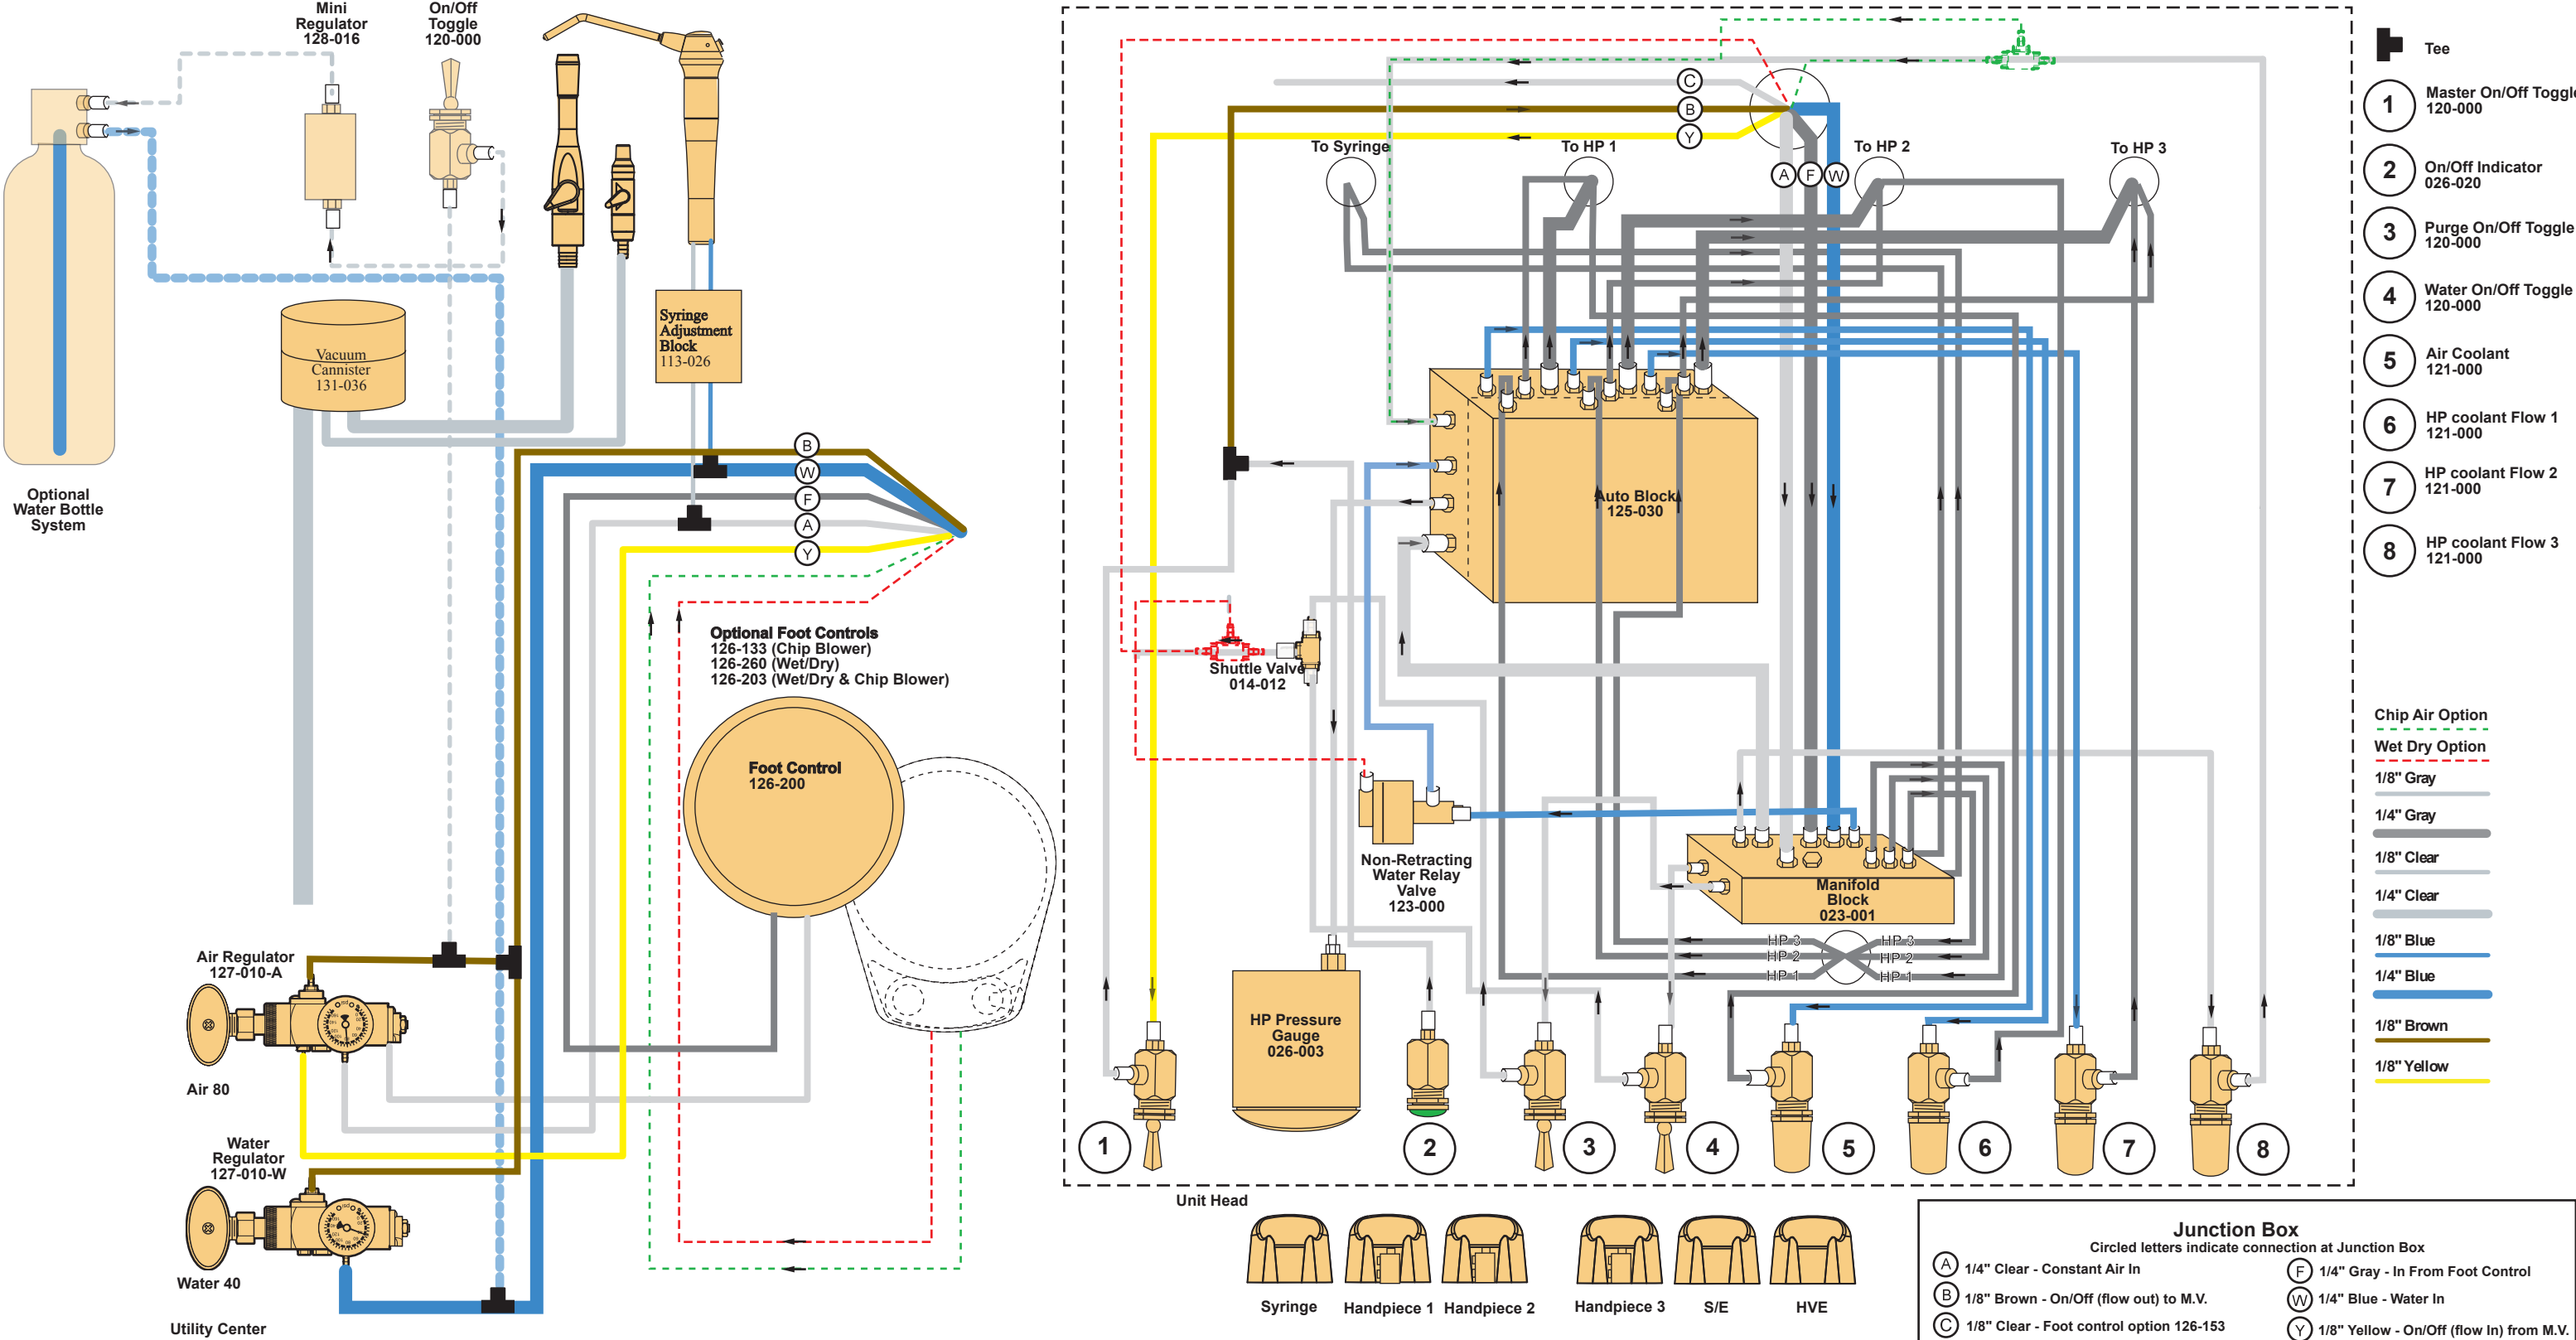 Mini
Regulator
128-016
On/Off
Toggle
120-000
Optional
Water Bottle
System
Vacuum
Cannister
131-036
Syringe
Adjustment
Block
113-026
B
W
F
A
Y
Optional Foot Controls
126-133 (Chip Blower)
126-260 (Wet/Dry)
126-203 (Wet/Dry & Chip Blower)
Foot Control
126-200
Air Regulator
127-010-A
Air 80
Water
Regulator
127-010-W
Water 40
Utility Center
C
B
Y
To Syringe
To HP 1
A
F
W
To HP 2
To HP 3
Auto Block
125-030
Shuttle Valve
014-012
Non-Retracting
Water Relay
Valve
123-000
Manifold
Block
023-001
HP 3
HP 2
HP 1
HP 3
HP 2
HP 1
HP Pressure
Gauge
026-003
1
2
3
4
5
6
7
8
Unit Head
Syringe
Handpiece 1
Handpiece 2
Handpiece 3
S/E
HVE
Tee
1 Master On/Off Toggle
120-000
2 On/Off Indicator
026-020
3 Purge On/Off Toggle
120-000
4 Water On/Off Toggle
120-000
5 Air Coolant
121-000
6 HP coolant Flow 1
121-000
7 HP coolant Flow 2
121-000
8 HP coolant Flow 3
121-000
Chip Air Option
Wet Dry Option
1/8" Gray
1/4" Gray
1/8" Clear
1/4" Clear
1/8" Blue
1/4" Blue
1/8" Brown
1/8" Yellow
Junction Box
Circled letters indicate connection at Junction Box
A 1/4" Clear - Constant Air In
B 1/8" Brown - On/Off (flow out) to M.V.
C 1/8" Clear - Foot control option 126-153
F 1/4" Gray - In From Foot Control
W 1/4" Blue - Water In
Y 1/8" Yellow - On/Off (flow In) from M.V.